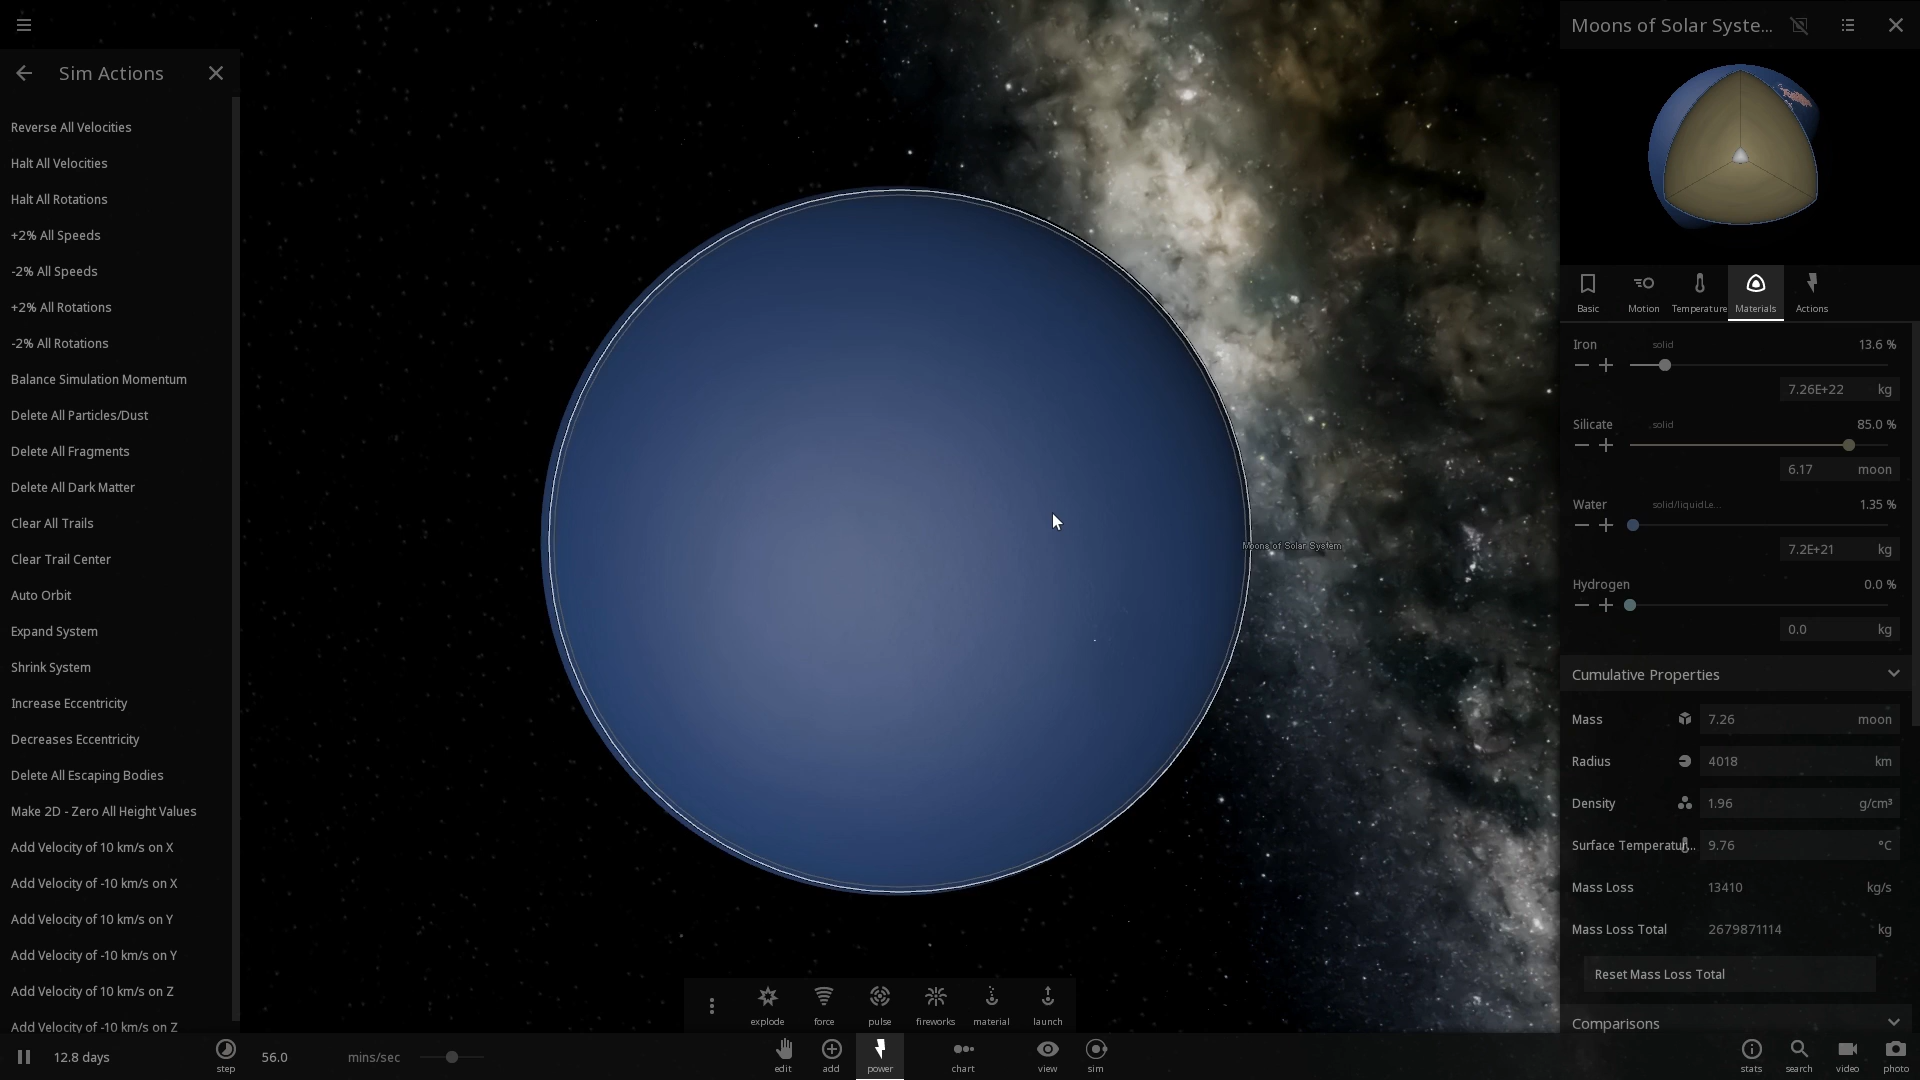 Sim Actions
Reverse All Velocities
Halt All Velocities
Halt All Rotations
+2% All Speeds
-2% All Speeds
+2% All Rotations
-2% All Rotations
Balance Simulation Momentum
Delete All Particles/Dust
Delete All Fragments
Delete All Dark Matter
Clear All Trails
Clear Trail Center
Auto Orbit
Expand System
Shrink System
Increase Eccentricity
Decreases Eccentricity
Delete All Escaping Bodies
Make 2D - Zero All Height Values
Add Velocity of 10 km/s on X
Add Velocity of -10 km/s on X
Add Velocity of 10 km/s on Y
Add Velocity of -10 km/s on Y
Add Velocity of 10 km/s on Z
Add Velocity of -10 km/s on Z
Moons of Solar System
Moons of Solar Syste...
Basic Motion Temperature Materials Actions
Iron solid 13.6 %
7.26E+22 kg
Silicate solid 85.0 %
6.17 moon
Water solid/liquidLe... 1.35 %
7.2E+21 kg
Hydrogen 0.0 %
0.0 kg
Cumulative Properties
Mass 7.26 moon
Radius 4018 km
Density 1.96 g/cm³
Surface Temperatur... 9.76 °C
Mass Loss 13410 kg/s
Mass Loss Total 2679871114 kg
Reset Mass Loss Total
Comparisons
explode force pulse fireworks material launch
12.8 days step 56.0 mins/sec edit add power chart view sim stats search video photo